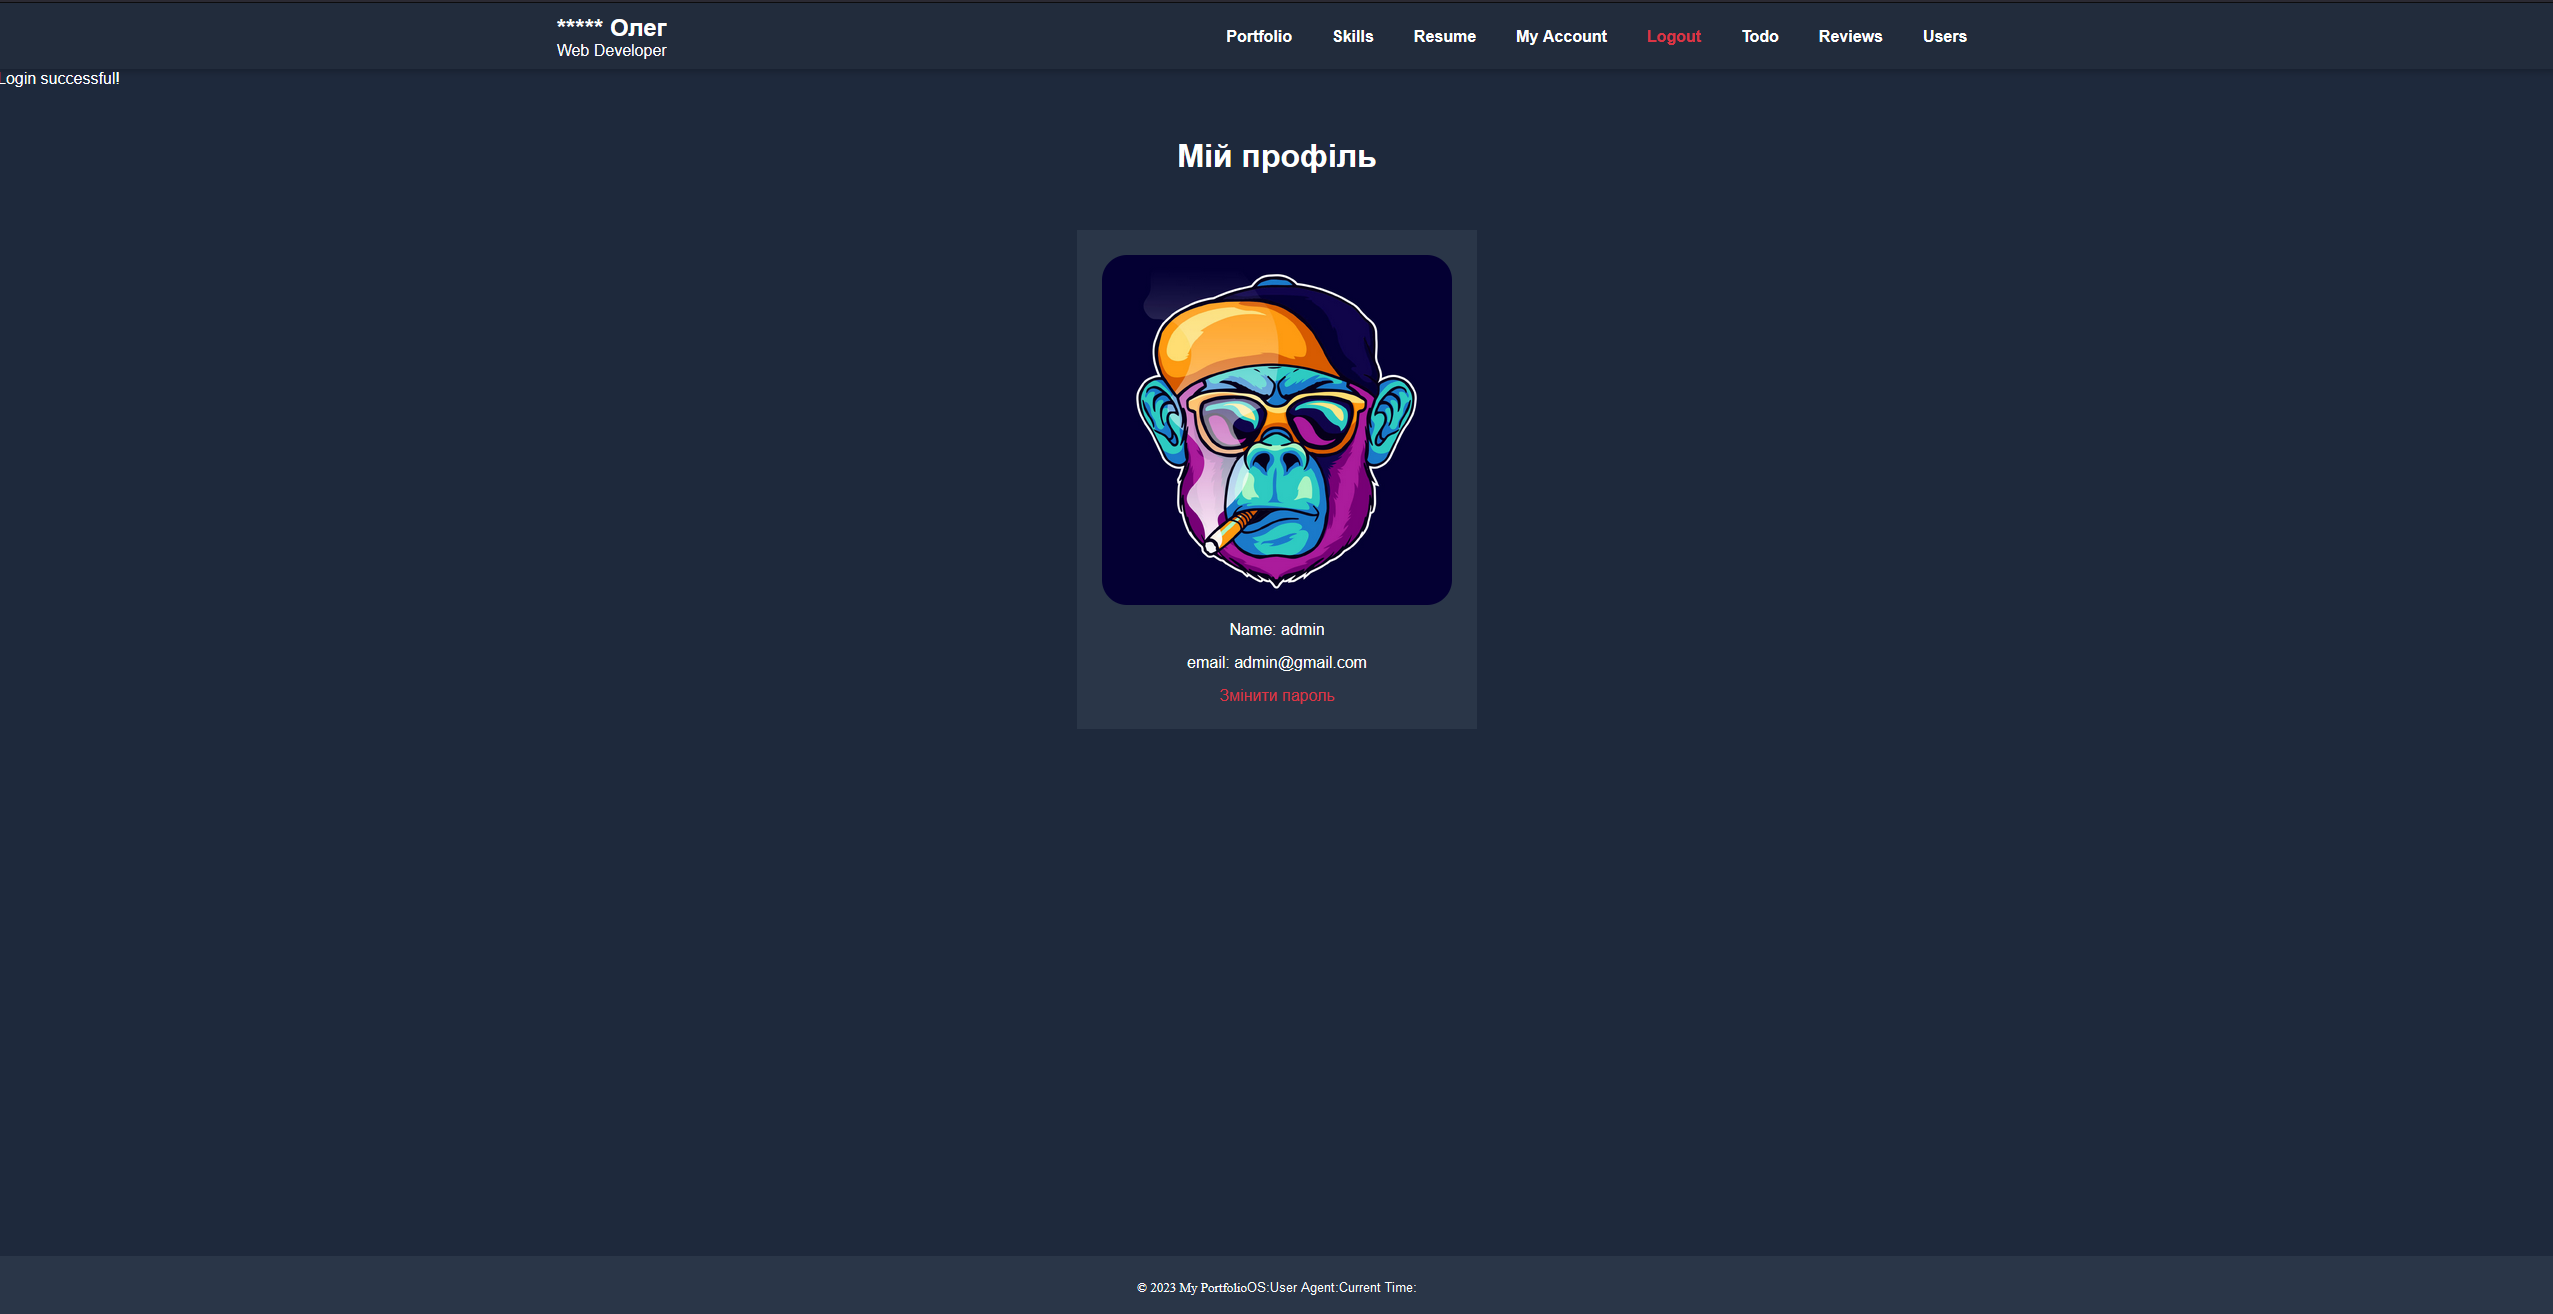 ***** Олег
Web Developer
Portfolio Skills Resume My Account Logout Todo Reviews Users
Login successful!
Мій профіль
Name: admin
email: admin@gmail.com
Змінити пароль
© 2023 My PortfolioOS:User Agent:Current Time: